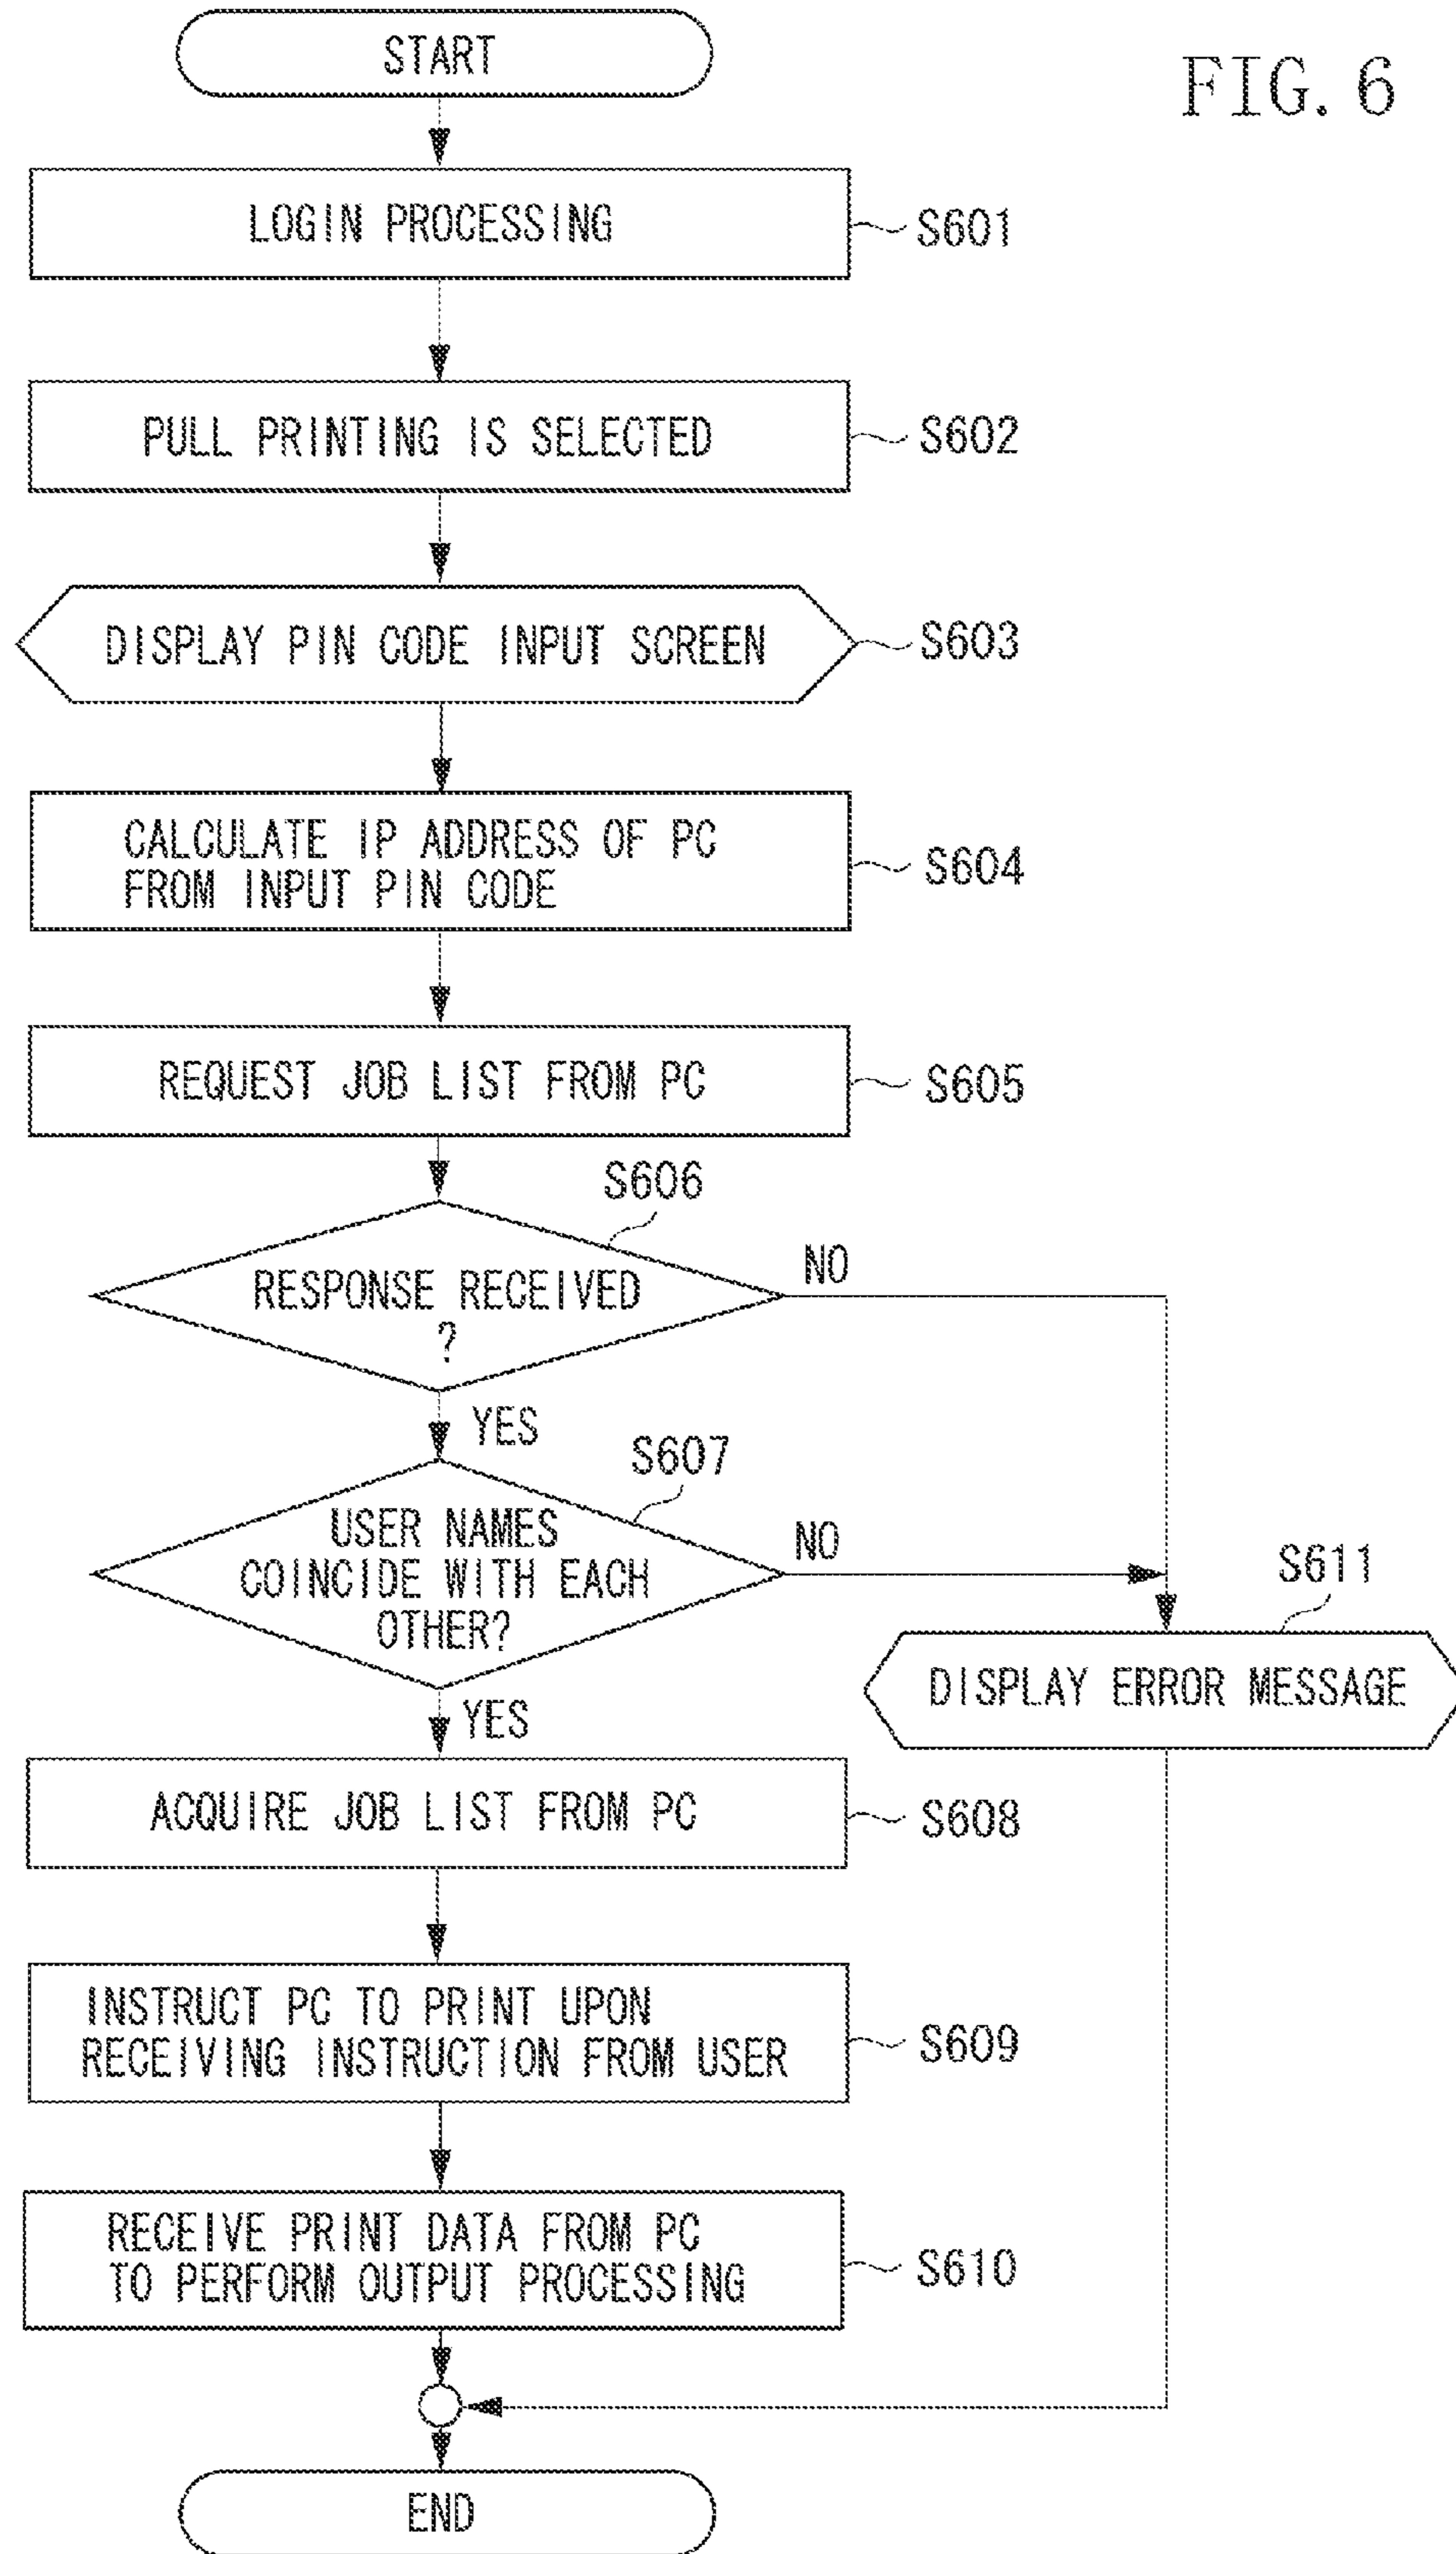 START
FIG. 6
LOGIN PROCESSING
S601
PULL PRINTING IS SELECTED
S602
DISPLAY PIN CODE INPUT SCREEN
S603
CALCULATE IP ADDRESS OF PC
FROM INPUT PIN CODE
S604
REQUEST JOB LIST FROM PC
S605
S606
RESPONSE RECEIVED
?
NO
YES
S607
USER NAMES
COINCIDE WITH EACH
OTHER?
NO
S611
DISPLAY ERROR MESSAGE
YES
ACQUIRE JOB LIST FROM PC
S608
INSTRUCT PC TO PRINT UPON
RECEIVING INSTRUCTION FROM USER
S609
RECEIVE PRINT DATA FROM PC
TO PERFORM OUTPUT PROCESSING
S610
END